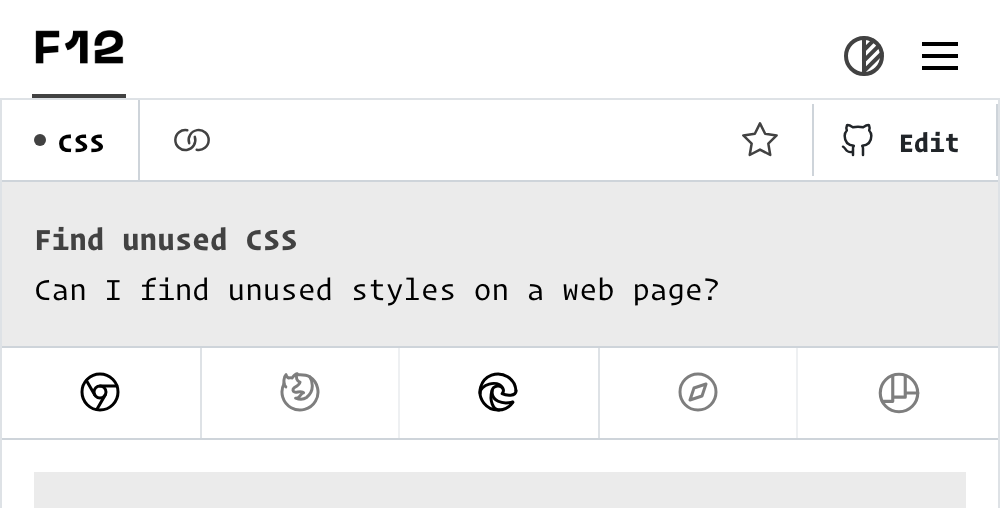 F12
CSS
Edit
Find unused CSS
Can I find unused styles on a web page?